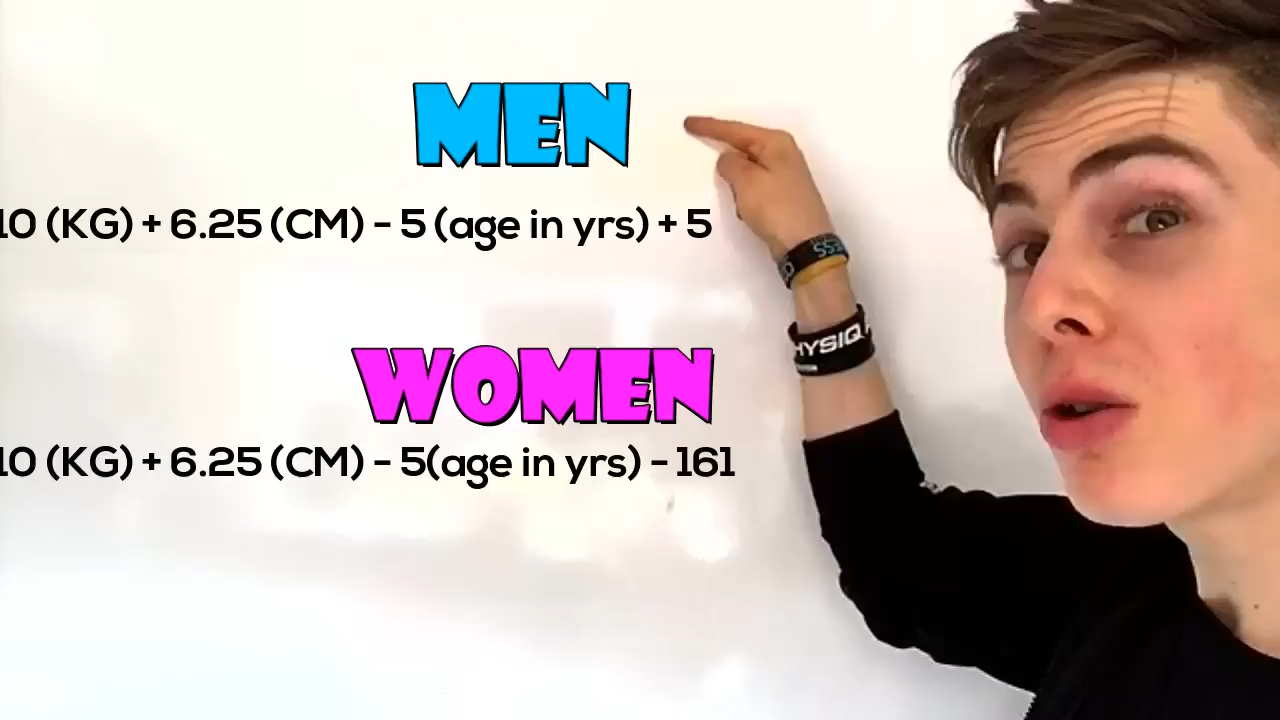 MEN
10 (KG) + 6.25 (CM) - 5 (age in yrs) + 5
WOMEN
10 (KG) + 6.25 (CM) - 5(age in yrs) - 161
HYSIQ